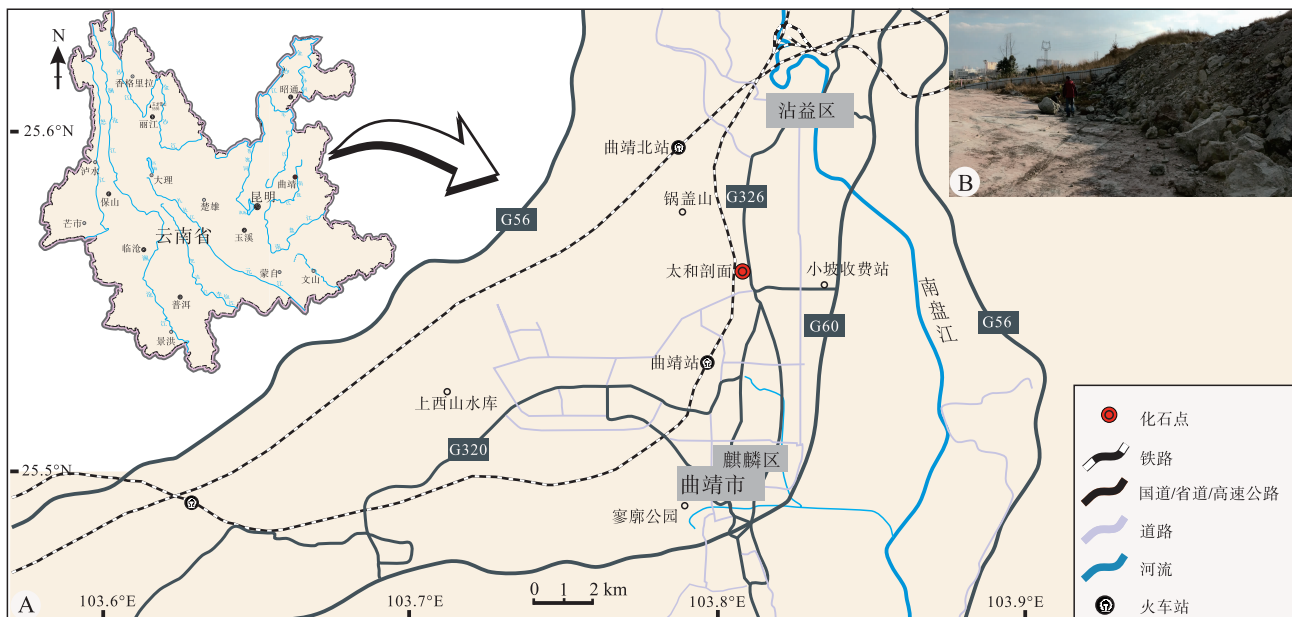 N
25.6°N
25.5°N
香格里拉
丽江
昭通
泸水
大理
保山
楚雄
昆明
曲靖
芒市
云南省
临沧
玉溪
蒙自
文山
普洱
景洪
G56
曲靖北站
锅盖山
太和剖面
G326
沾益区
小坡收费站
G60
南盘江
G56
曲靖站
上西山水库
G320
麒麟区
曲靖市
寥廓公园
0 1 2 km
A
103.6°E
103.7°E
103.8°E
103.9°E
B
化石点
铁路
国道/省道/高速公路
道路
河流
火车站